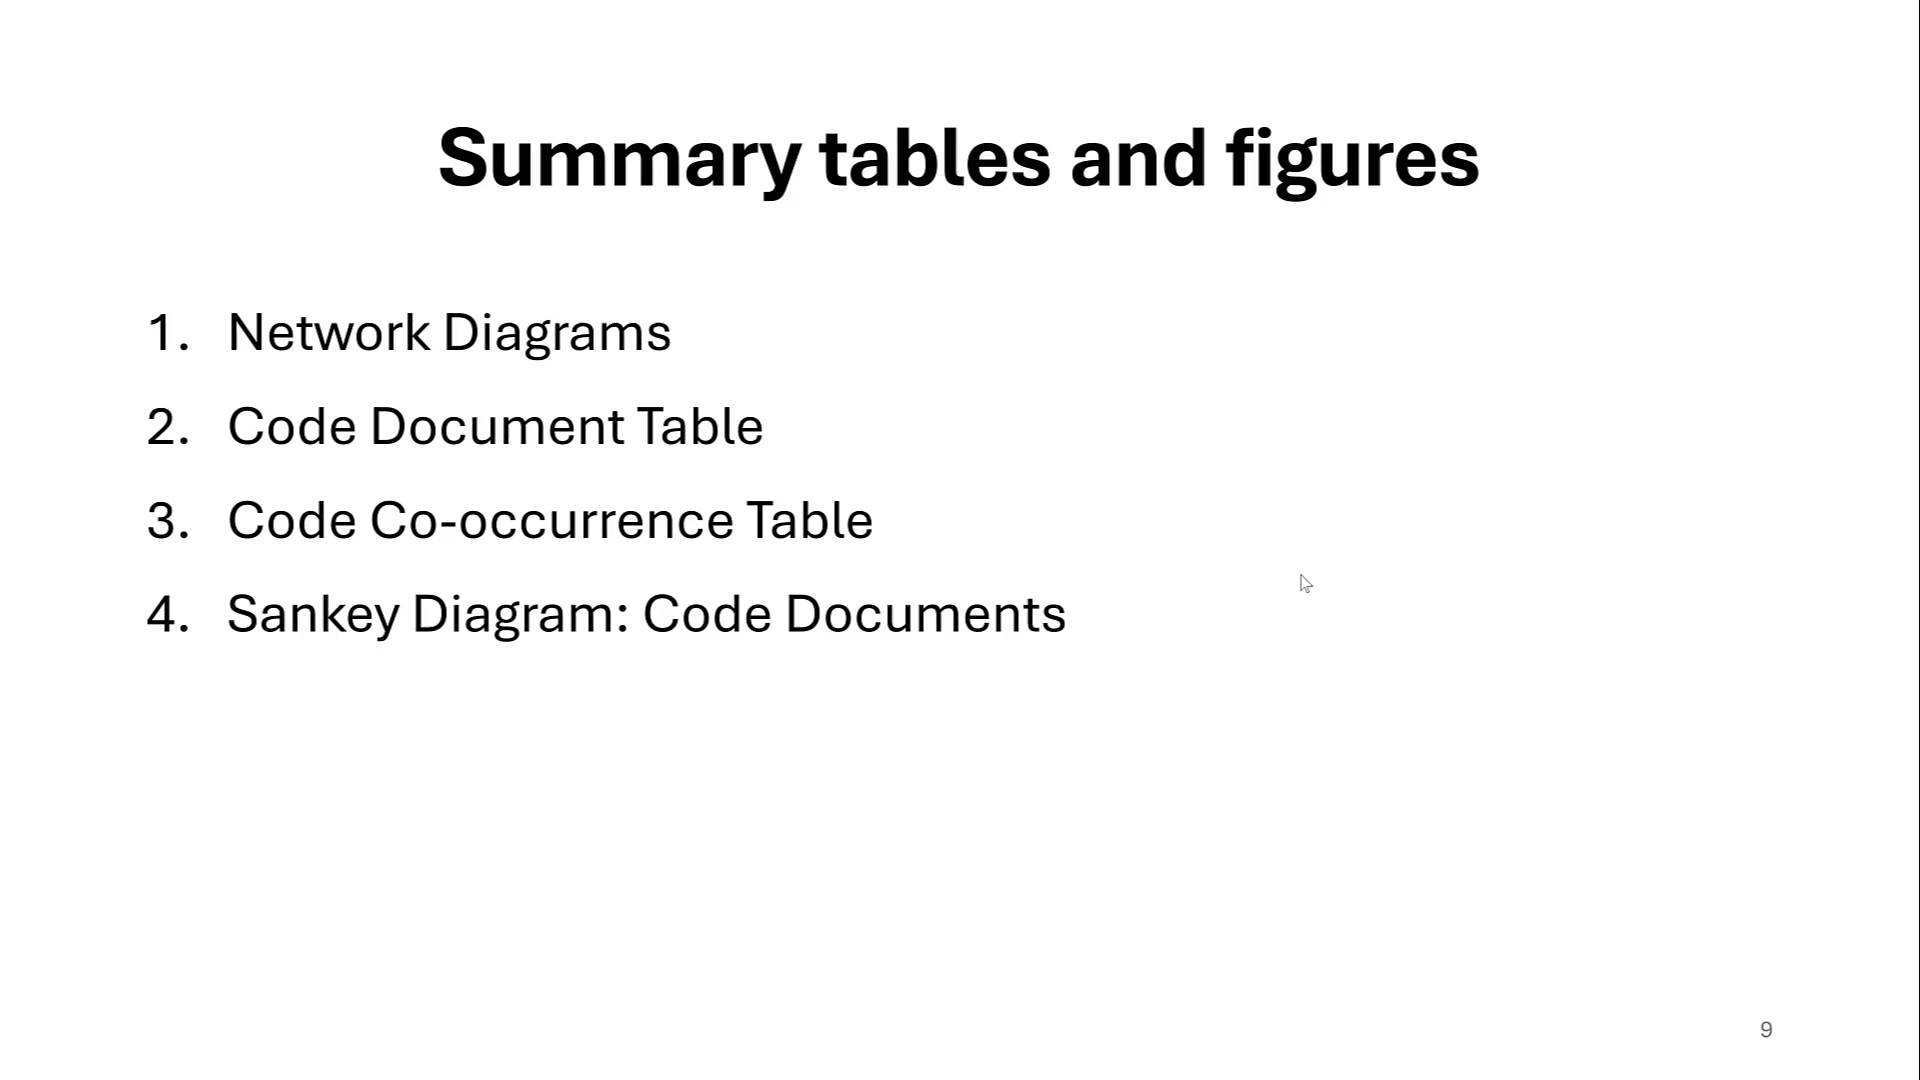 Summary tables and figures
1. Network Diagrams
2. Code Document Table
3. Code Co-occurrence Table
4. Sankey Diagram: Code Documents
9